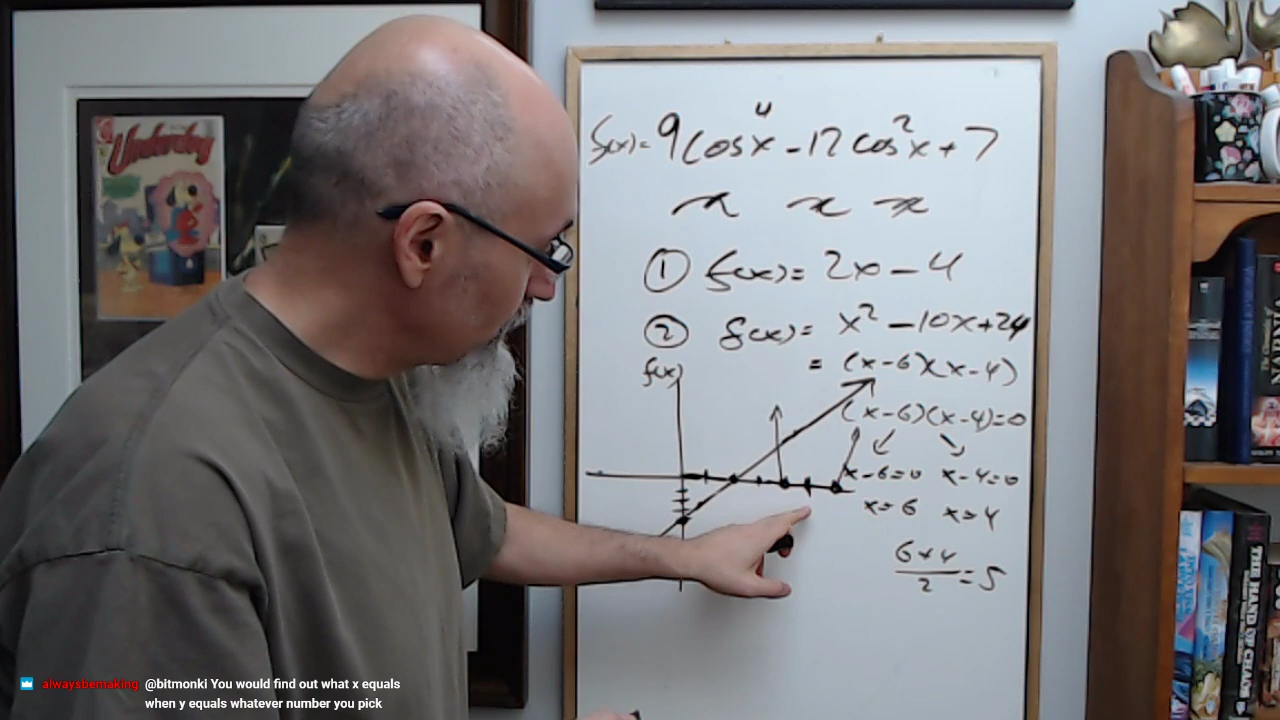 Underdog
f(x) = 9cos⁴x - 12cos²x + 7
① f(x) = 2x - 4
② f(x) = x² - 10x + 24
= (x-6)(x-4)
f(x)
(x-6)(x-4)=0
x-6=0 x-4=0
x=6 x=4
6+4
2
=5
THE HAND OF CHAOS
alwaysbemaking @bitmonki You would find out what x equals
when y equals whatever number you pick